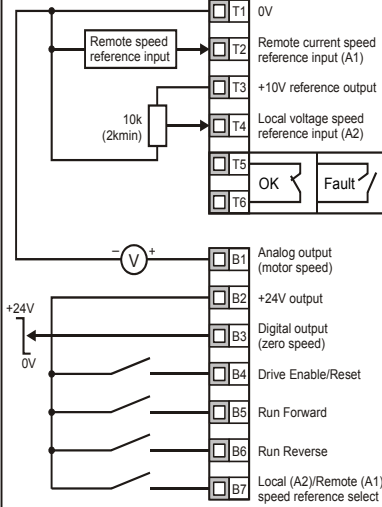 T1 0V
Remote speed
reference input
T2 Remote current speed
reference input (A1)
T3 +10V reference output
10k
(2kmin)
T4 Local voltage speed
reference input (A2)
T5
OK Fault
T6
– V +
B1 Analog output
(motor speed)
B2 +24V output
+24V
0V
B3 Digital output
(zero speed)
B4 Drive Enable/Reset
B5 Run Forward
B6 Run Reverse
B7 Local (A2)/Remote (A1)
speed reference select